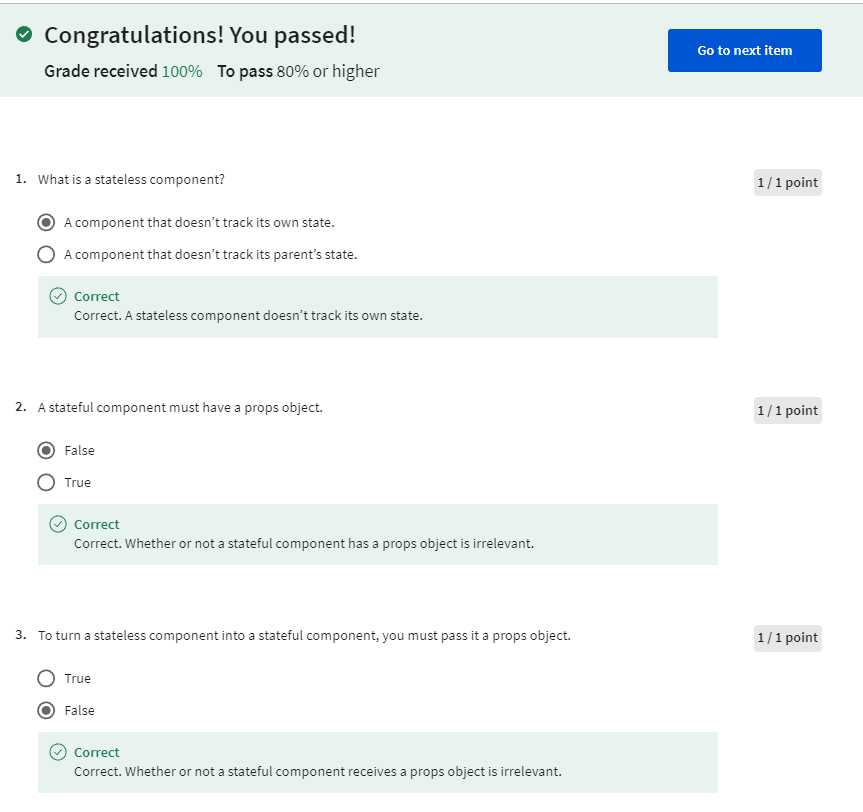 Congratulations! You passed!
Go to next item
Grade received 100% To pass 80% or higher
1. What is a stateless component?
1 / 1 point
A component that doesn’t track its own state.
A component that doesn’t track its parent’s state.
Correct
Correct. A stateless component doesn’t track its own state.
2. A stateful component must have a props object.
1 / 1 point
False
True
Correct
Correct. Whether or not a stateful component has a props object is irrelevant.
3. To turn a stateless component into a stateful component, you must pass it a props object.
1 / 1 point
True
False
Correct
Correct. Whether or not a stateful component receives a props object is irrelevant.